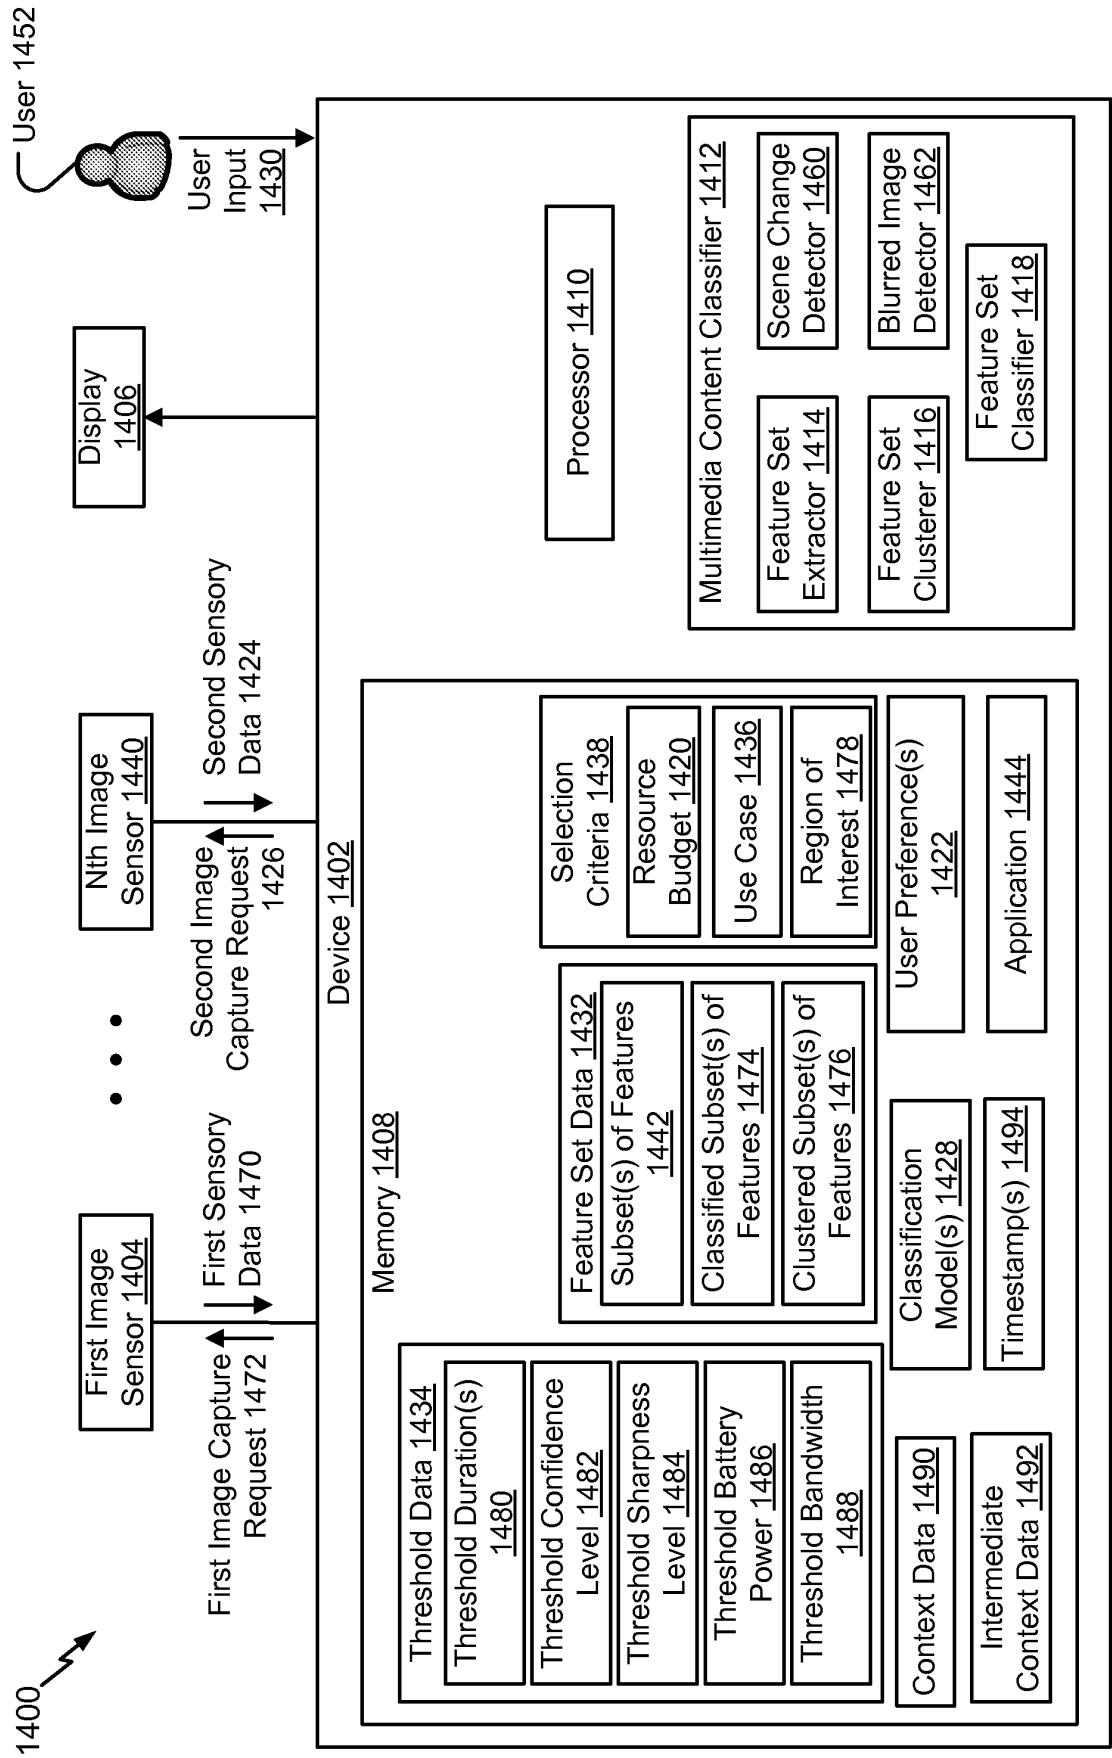 1400
User 1452
First Image
Sensor 1404
Nth Image
Sensor 1440
Display
1406
First Image Capture
Request 1472
First Sensory
Data 1470
Second Image
Capture Request
1426
Second Sensory
Data 1424
User
Input
1430
Device 1402
Memory 1408
Threshold Data 1434
Threshold Duration(s)
1480
Threshold Confidence
Level 1482
Threshold Sharpness
Level 1484
Threshold Battery
Power 1486
Threshold Bandwidth
1488
Feature Set Data 1432
Subset(s) of Features
1442
Classified Subset(s) of
Features 1474
Clustered Subset(s) of
Features 1476
Selection
Criteria 1438
Resource
Budget 1420
Use Case 1436
Region of
Interest 1478
Context Data 1490
Classification
Model(s) 1428
User Preference(s)
1422
Intermediate
Context Data 1492
Timestamp(s) 1494
Application 1444
Processor 1410
Multimedia Content Classifier 1412
Feature Set
Extractor 1414
Scene Change
Detector 1460
Feature Set
Clusterer 1416
Blurred Image
Detector 1462
Feature Set
Classifier 1418